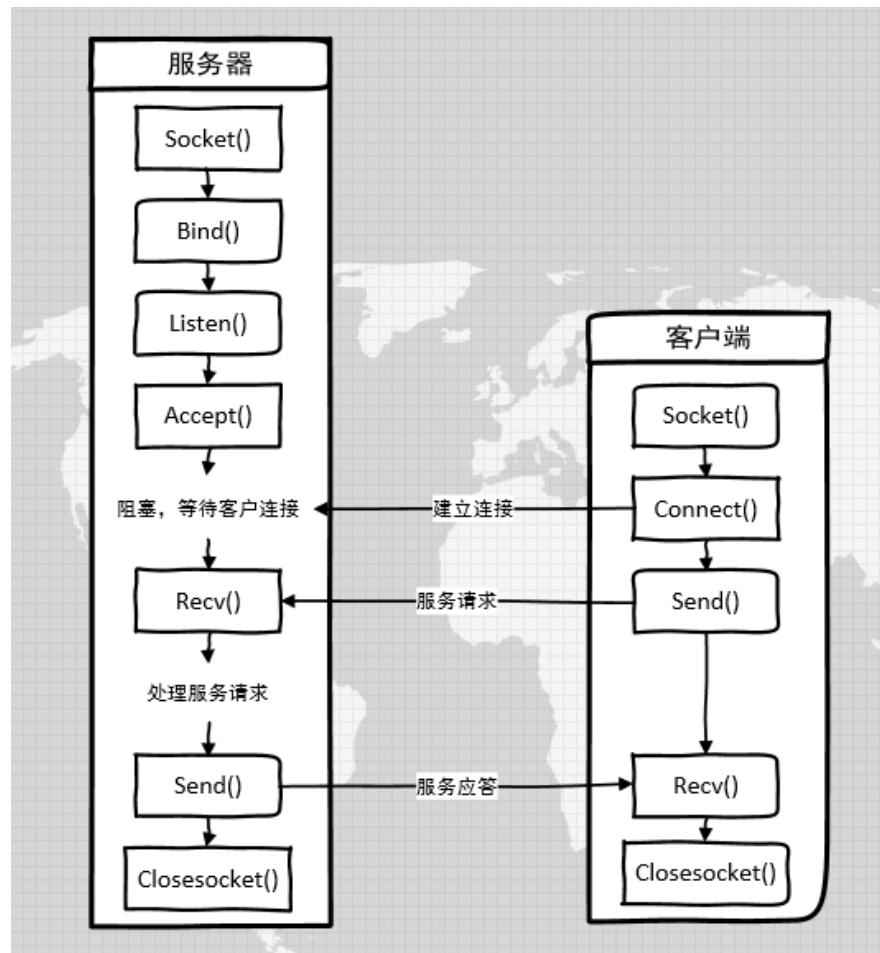 服务器
Socket()
Bind()
Listen()
Accept()
阻塞，等待客户连接
Recv()
处理服务请求
Send()
Closesocket()
建立连接
服务请求
服务应答
客户端
Socket()
Connect()
Send()
Recv()
Closesocket()